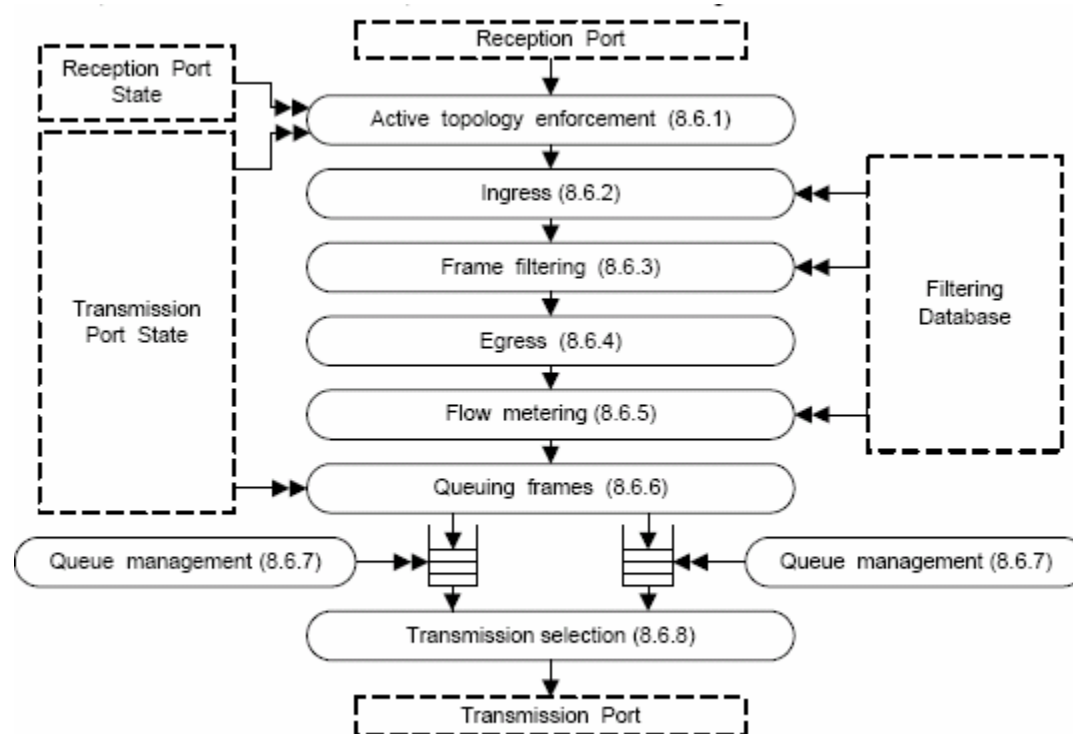 Reception Port
Reception Port
State
Active topology enforcement (8.6.1)
Ingress (8.6.2)
Frame filtering (8.6.3)
Transmission
Port State
Filtering
Database
Egress (8.6.4)
Flow metering (8.6.5)
Queuing frames (8.6.6)
Queue management (8.6.7)
Queue management (8.6.7)
Transmission selection (8.6.8)
Transmission Port